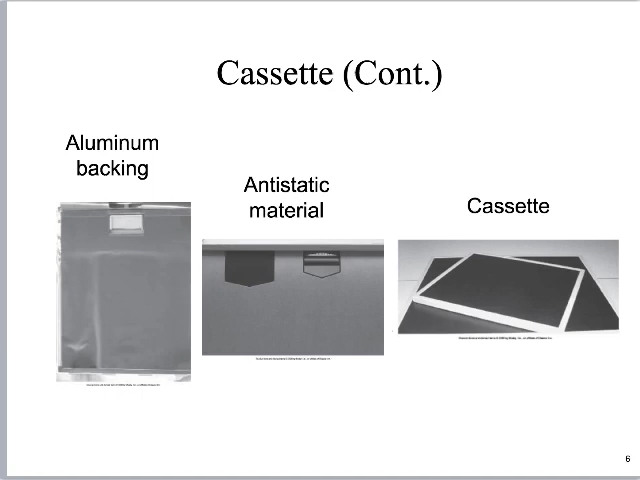 Cassette (Cont.)
Aluminum
backing
Antistatic
material
Cassette
6